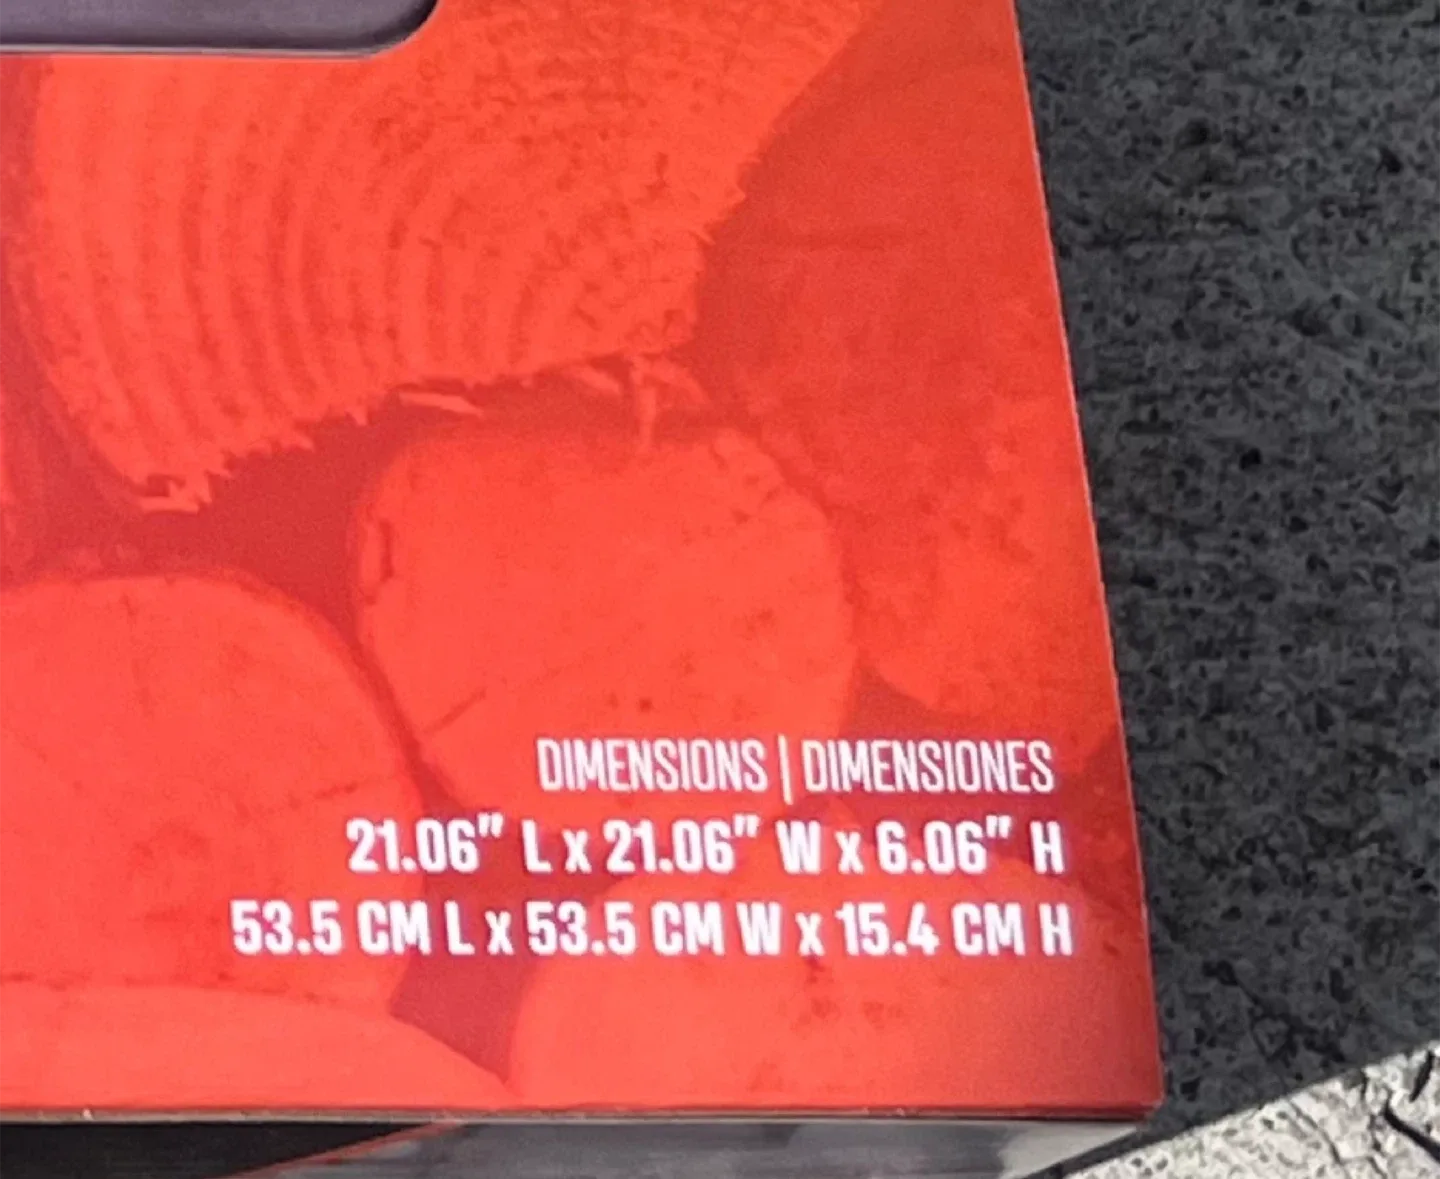 DIMENSIONS | DIMENSIONES
21.06" L x 21.06" W x 6.06" H
53.5 CM L x 53.5 CM W x 15.4 CM H